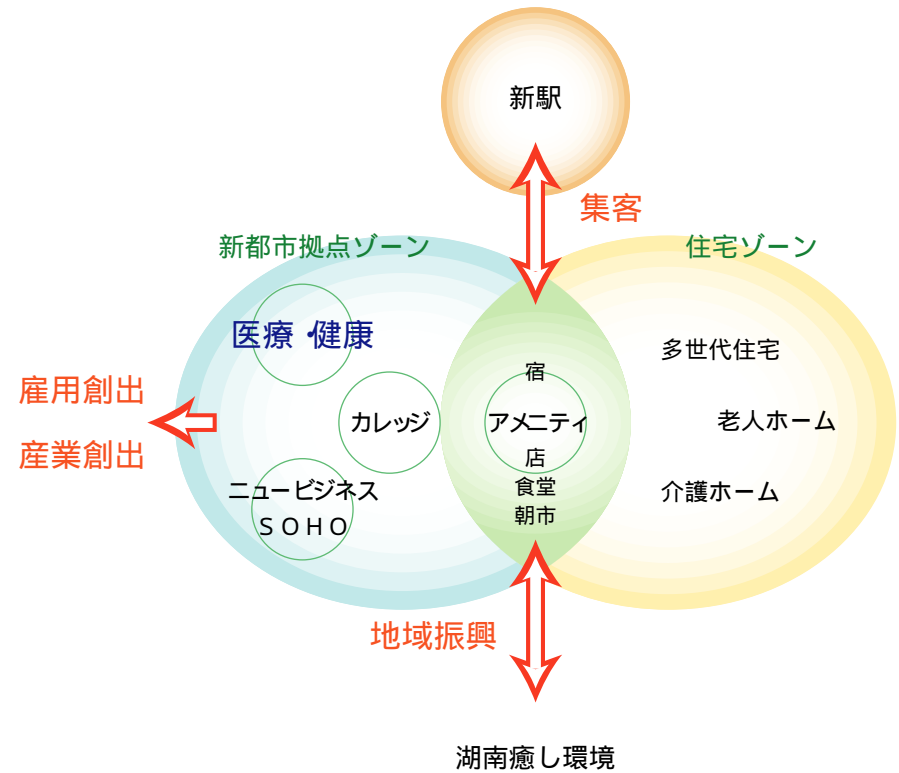 新駅
集客
新都市拠点ゾーン
住宅ゾーン
医療・健康
多世代住宅
宿
雇用創出
カレッジ
アメニティ
老人ホーム
産業創出
店
ニュービジネス
SOHO
食堂
朝市
介護ホーム
地域振興
湖南癒し環境